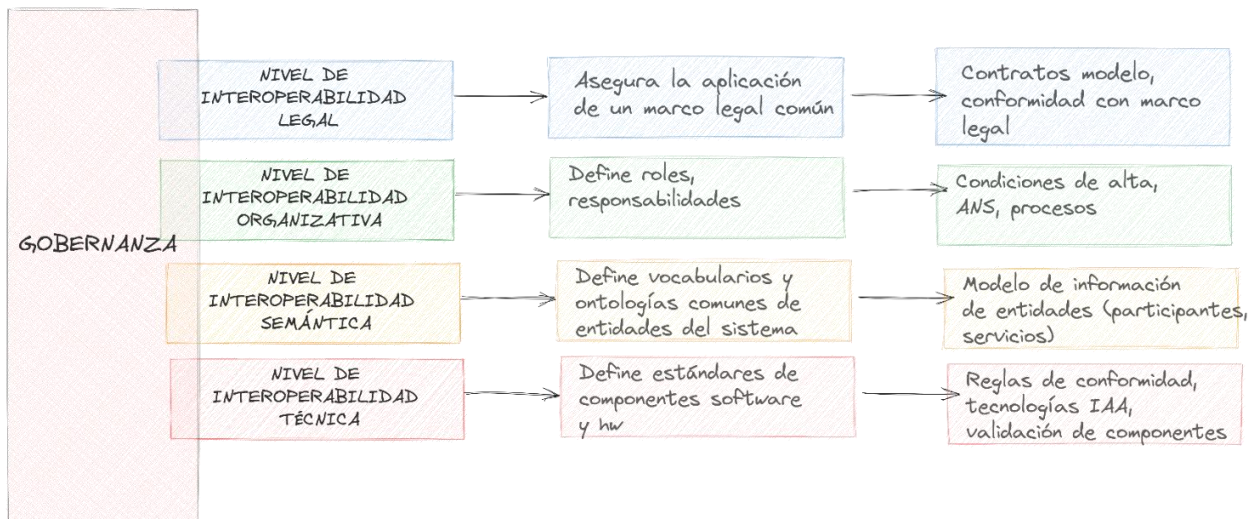 GOBERNANZA
NIVEL DE
INTEROPERABILIDAD
LEGAL
Asegura la aplicación
de un marco legal común
Contratos modelo,
conformidad con marco
legal
NIVEL DE
INTEROPERABILIDAD
ORGANIZATIVA
Define roles,
responsabilidades
Condiciones de alta,
ANS, procesos
NIVEL DE
INTEROPERABILIDAD
SEMÁNTICA
Define vocabularios y
ontologías comunes de
entidades del sistema
Modelo de información
de entidades (participantes,
servicios)
NIVEL DE
INTEROPERABILIDAD
TÉCNICA
Define estándares de
componentes software
y hw
Reglas de conformidad,
tecnologías IAA,
validación de componentes